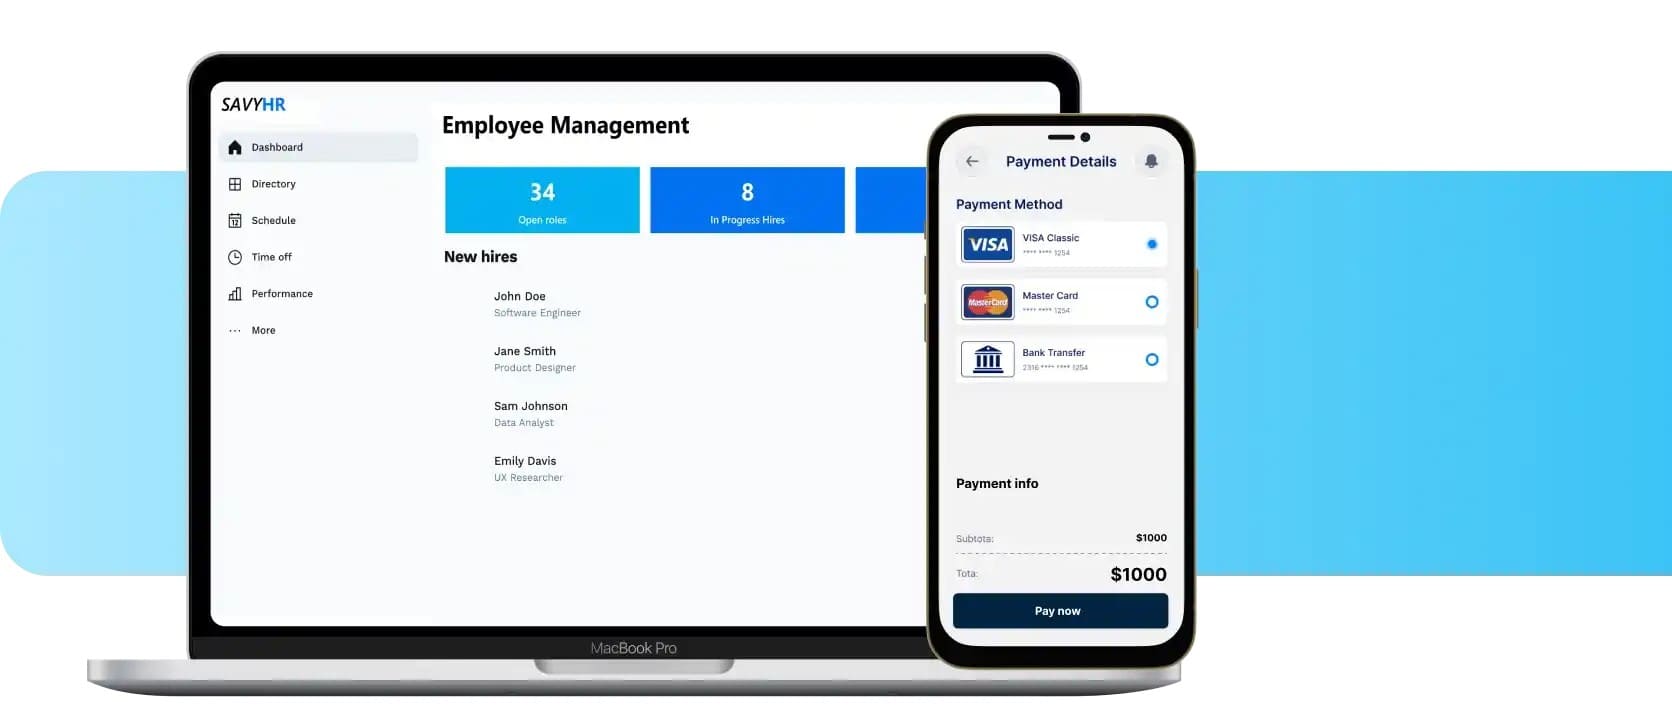 SAVYHR
Dashboard
Directory
Schedule
12
Time off
Performance
More
Employee Management
34
Open roles
8
In Progress Hires
New hires
John Doe
Software Engineer
Jane Smith
Product Designer
Sam Johnson
Data Analyst
Emily Davis
UX Researcher
MacBook Pro
Payment Details
Payment Method
VISA
VISA Classic
**** **** 1254
MasterCard
Master Card
**** **** 1254
Bank Transfer
2316 **** **** 1254
Payment info
Subtota: $1000
Tota: $1000
Pay now